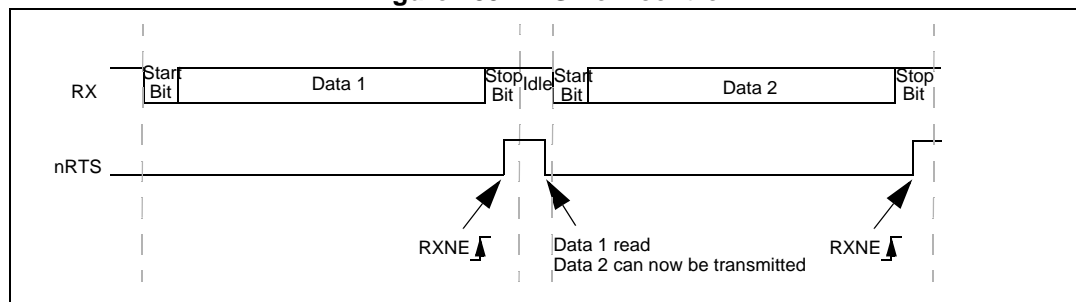 Start
Bit
Data 1
Stop
Bit
Idle
Start
Bit
Data 2
Stop
Bit
RX
nRTS
RXNE
Data 1 read
Data 2 can now be transmitted
RXNE